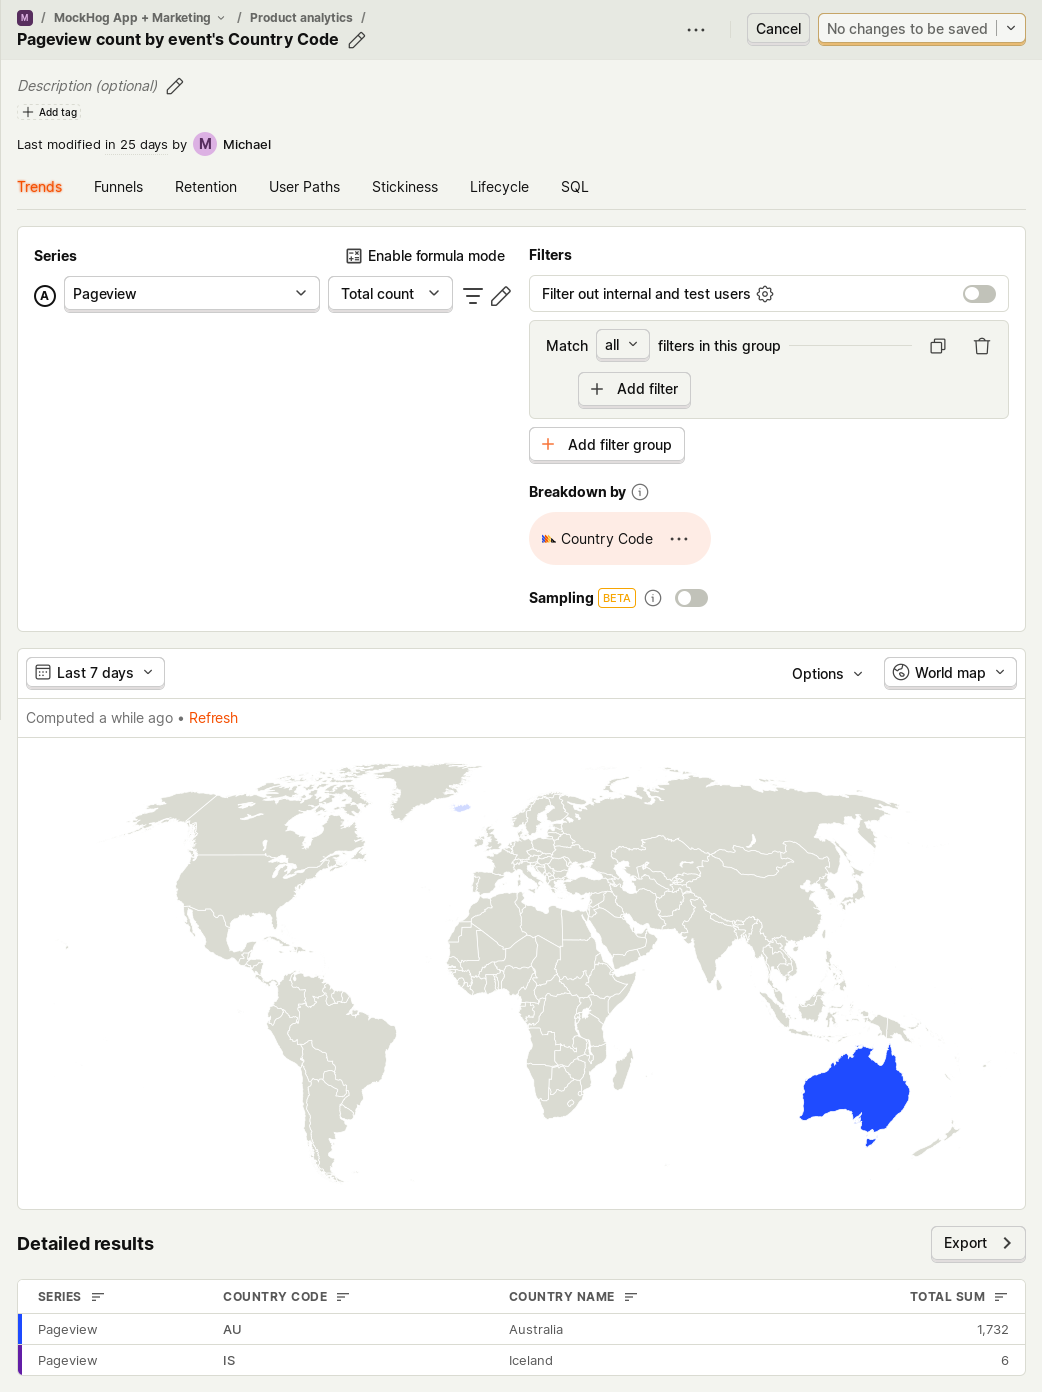 M / MockHog App + Marketing / Product analytics /
Pageview count by event's Country Code
Cancel
No changes to be saved
Description (optional)
Add tag
Last modified in 25 days by M Michael
Trends Funnels Retention User Paths Stickiness Lifecycle SQL
Series
Enable formula mode
A Pageview Total count
Filters
Filter out internal and test users
Match all filters in this group
Add filter
Add filter group
Breakdown by
Country Code
Sampling BETA
Last 7 days Options World map
Computed a while ago • Refresh
Detailed results
Export
SERIES COUNTRY CODE COUNTRY NAME TOTAL SUM
Pageview AU Australia 1,732
Pageview IS Iceland 6